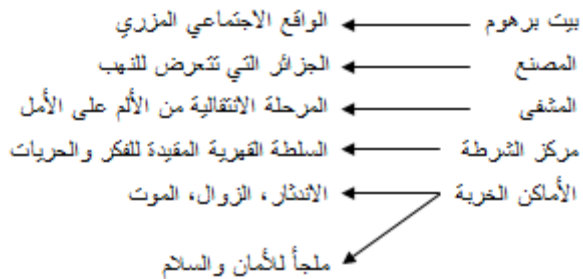 بيت برهوم الواقع الاجتماعي المزري
المصنع الجزائر التي تتعرض للنهب
المشفى المرحلة الانتقالية من الألم على الأمل
مركز الشرطة السلطة القهرية المقيدة للفكر والحريات
الأماكن الخربة الاندثار، الزوال، الموت
ملجأ للأمان والسلام